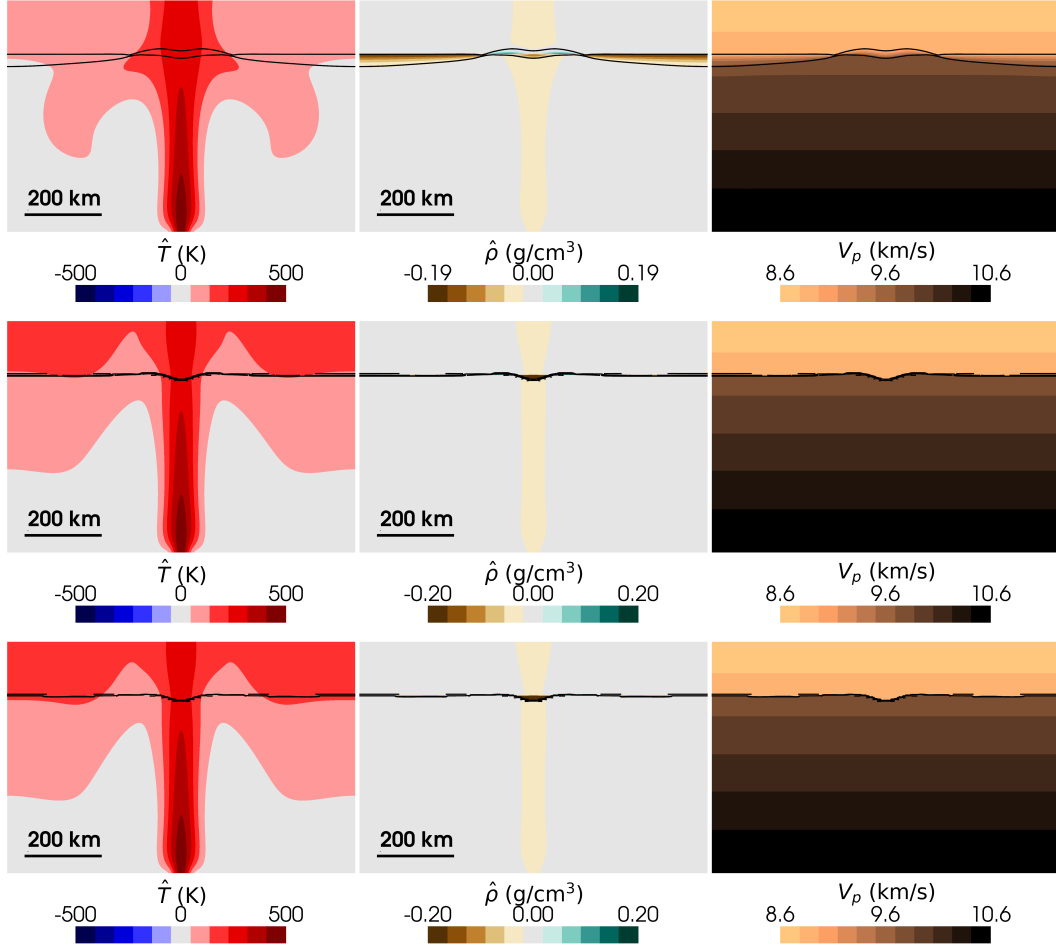 200 km
T̂ (K)
-500 0 500
ρ̂ (g/cm³)
-0.19 0.00 0.19
Vₚ (km/s)
8.6 9.6 10.6
200 km
200 km
T̂ (K)
-500 0 500
200 km
ρ̂ (g/cm³)
-0.20 0.00 0.20
Vₚ (km/s)
8.6 9.6 10.6
200 km
T̂ (K)
-500 0 500
200 km
ρ̂ (g/cm³)
-0.20 0.00 0.20
Vₚ (km/s)
8.6 9.6 10.6